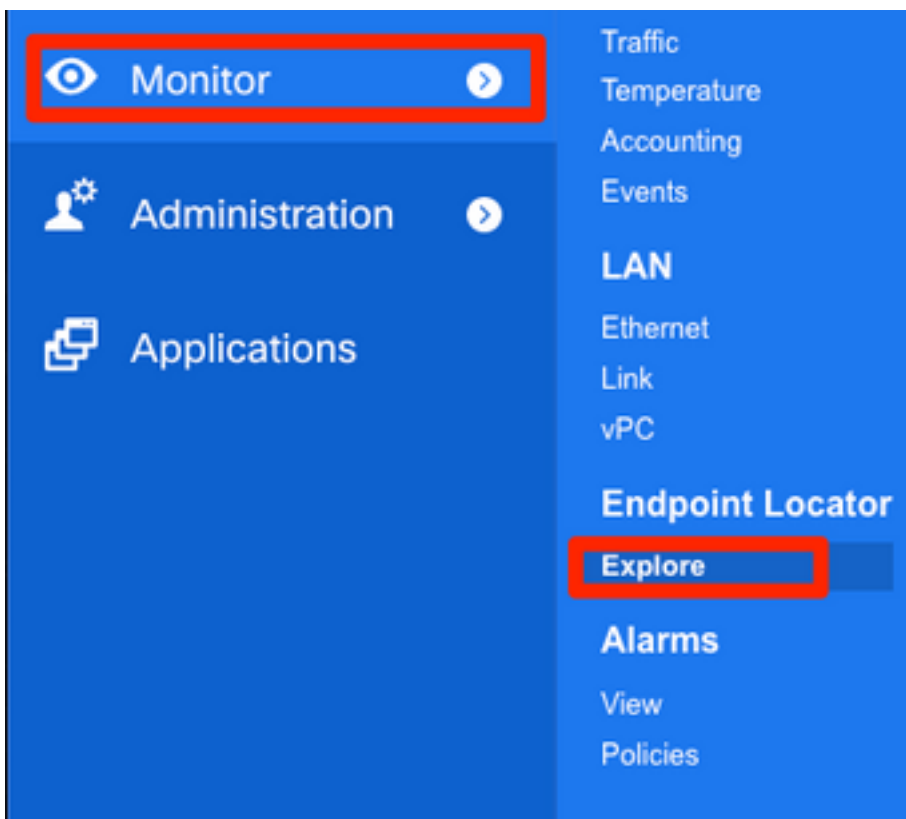 Monitor
Administration
Applications
Traffic
Temperature
Accounting
Events
LAN
Ethernet
Link
vPC
Endpoint Locator
Explore
Alarms
View
Policies